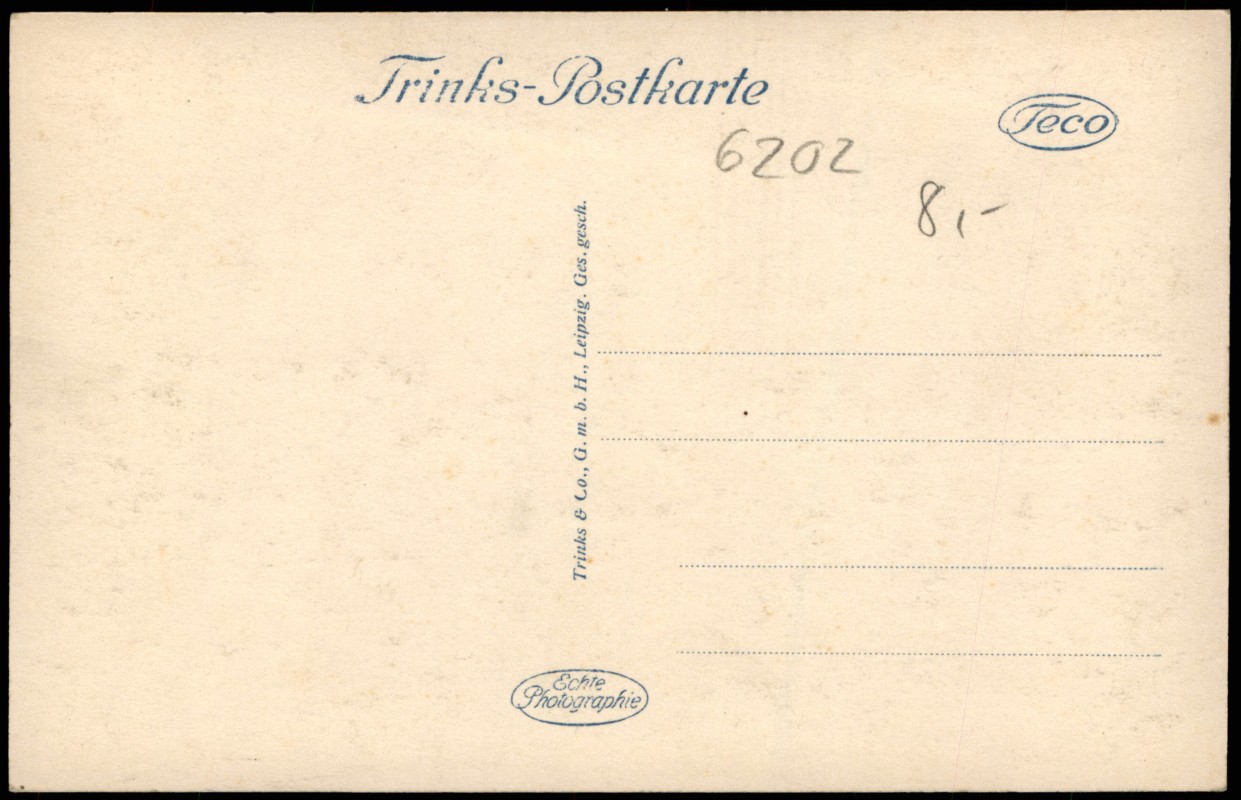 Trinks-Postkarte
Teco
6202
8,-
Trinks & Co., G. m. b. H., Leipzig. Ges. gesch.
Echte
Photographie